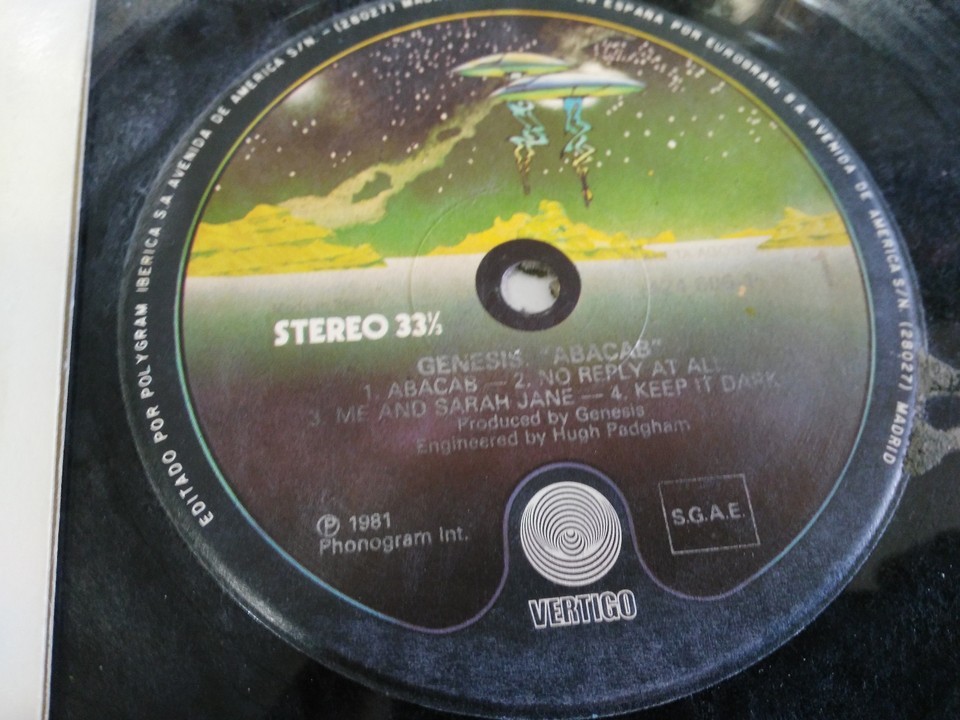 EDITADO POR POLYGRAM IBERICA S.A. AVENIDA DE AMERICA S/N. - (28027)
EN ESPAÑA POR EUROGRAM, S.A. AVENIDA DE AMERICA S/N. (28027) MADRID
1
STEREO 33⅓
GENESIS "ABACAB"
1. ABACAB — 2. NO REPLY AT ALL
3. ME AND SARAH JANE — 4. KEEP IT DARK
Produced by Genesis
Engineered by Hugh Padgham
℗ 1981
Phonogram Int.
S.G.A.E.
VERTIGO